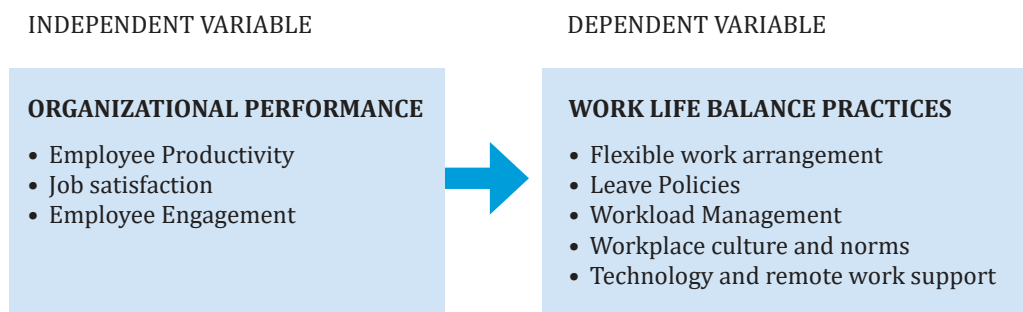 INDEPENDENT VARIABLE
ORGANIZATIONAL PERFORMANCE
• Employee Productivity
• Job satisfaction
• Employee Engagement
DEPENDENT VARIABLE
WORK LIFE BALANCE PRACTICES
• Flexible work arrangement
• Leave Policies
• Workload Management
• Workplace culture and norms
• Technology and remote work support